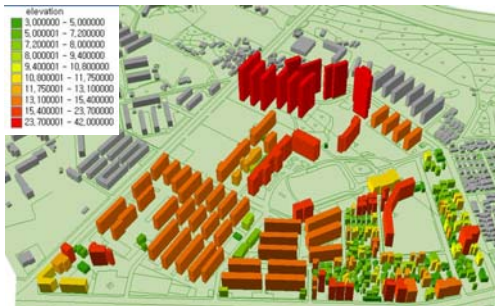 elevation
3,000000 - 5,000000
5,000001 - 7,200000
7,200001 - 8,000000
8,000001 - 9,400000
9,400001 - 10,800000
10,800001 - 11,750000
11,750001 - 13,100000
13,100001 - 15,400000
15,400001 - 23,700000
23,700001 - 42,000000